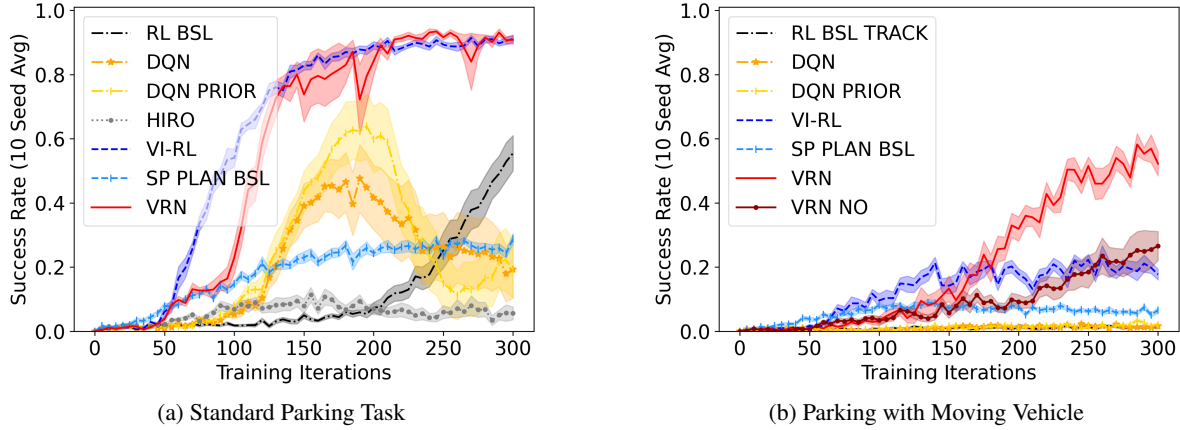 Success Rate (10 Seed Avg)
1.0
0.8
0.6
0.4
0.2
0.0
RL BSL
DQN
DQN PRIOR
HIRO
VI-RL
SP PLAN BSL
VRN
0 50 100 150 200 250 300
Training Iterations
(a) Standard Parking Task
Success Rate (10 Seed Avg)
1.0
0.8
0.6
0.4
0.2
0.0
RL BSL TRACK
DQN
DQN PRIOR
VI-RL
SP PLAN BSL
VRN
VRN NO
0 50 100 150 200 250 300
Training Iterations
(b) Parking with Moving Vehicle